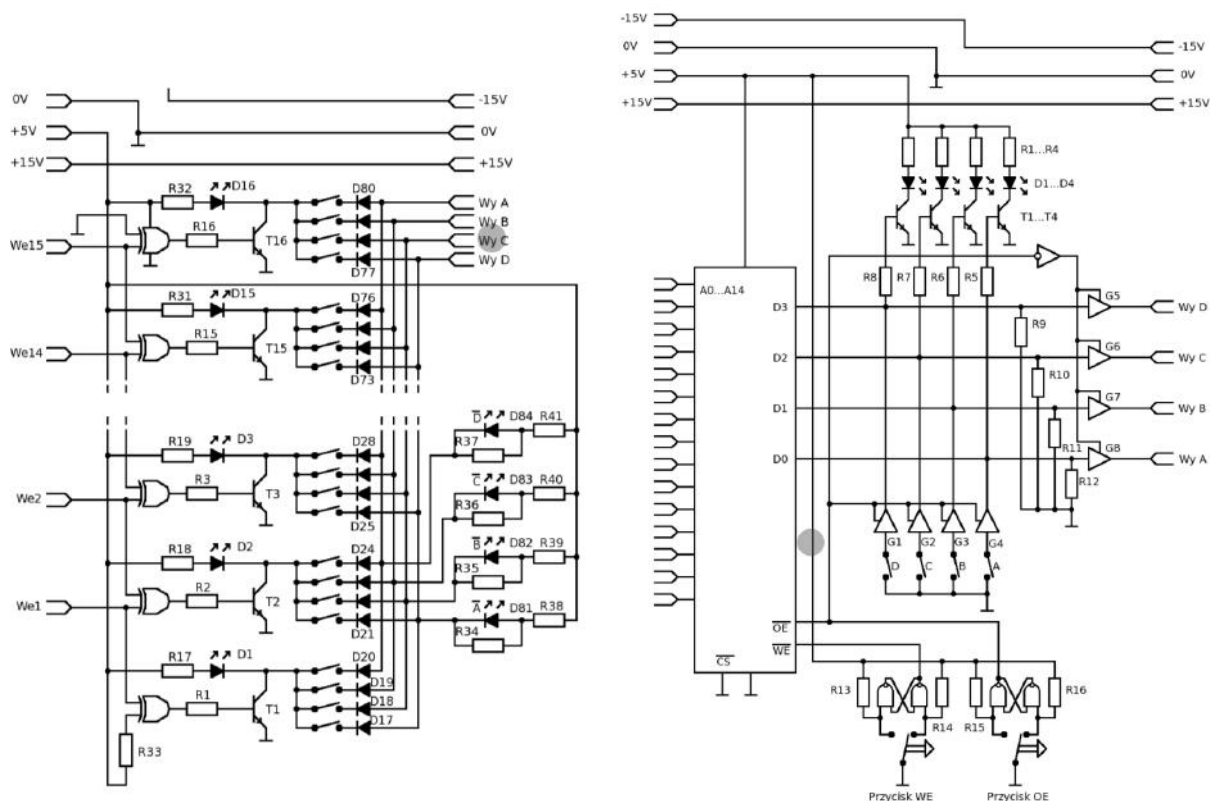 0V
-15V
+5V
0V
+15V
+15V
R32
D16
D80
Wy A
Wy B
R16
Wy C
We15
T16
Wy D
D77
R31
D15
D76
R15
We14
T15
D73
D
D84
R41
R19
D3
D28
R37
C
D83
R40
R3
We2
T3
R36
D25
B
D82
R39
R18
D2
D24
R35
R2
A
D81
R38
We1
T2
D21
R34
R17
D1
D20
D19
R1
D18
T1
D17
R33
-15V
-15V
0V
+5V
0V
+15V
+15V
R1...R4
D1...D4
T1...T4
R8
R7
R6
R5
A0...A14
G5
D3
Wy D
R9
G6
D2
Wy C
R10
G7
D1
Wy B
R11
G8
D0
Wy A
R12
G1
G2
G3
G4
D
C
B
A
OE
WE
CS
R13
R14
R15
R16
Przycisk WE
Przycisk OE